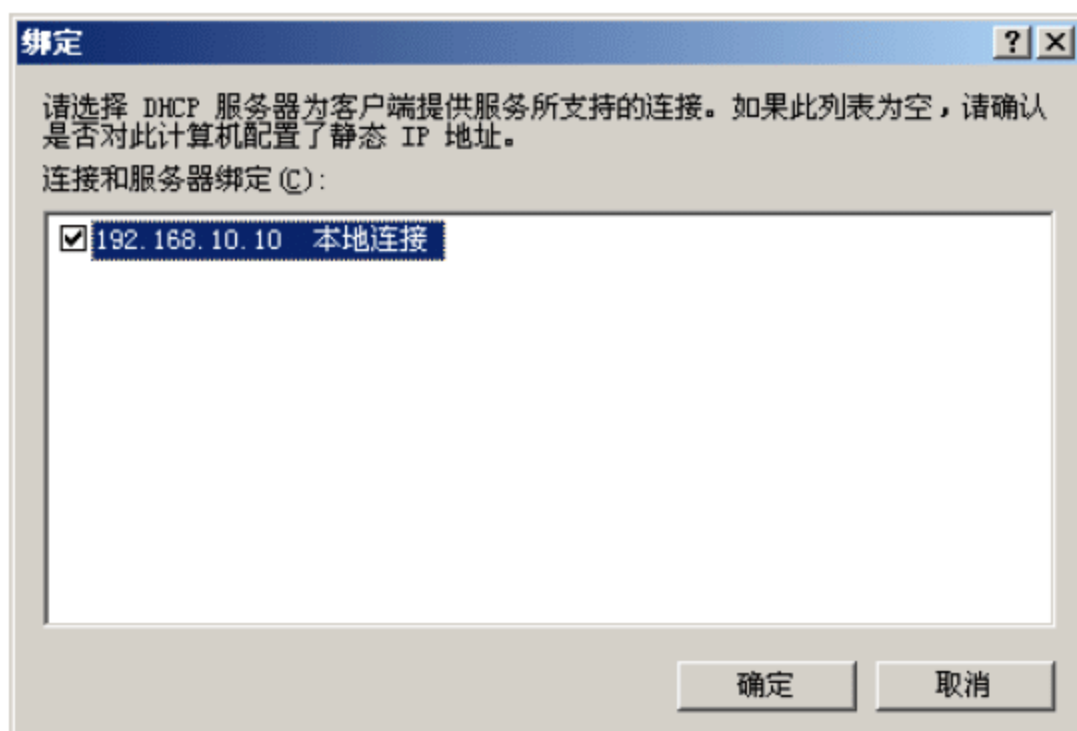 绑定
请选择 DHCP 服务器为客户端提供服务所支持的连接。如果此列表为空，请确认
是否对此计算机配置了静态 IP 地址。
连接和服务器绑定(C):
192.168.10.10 本地连接
确定 取消